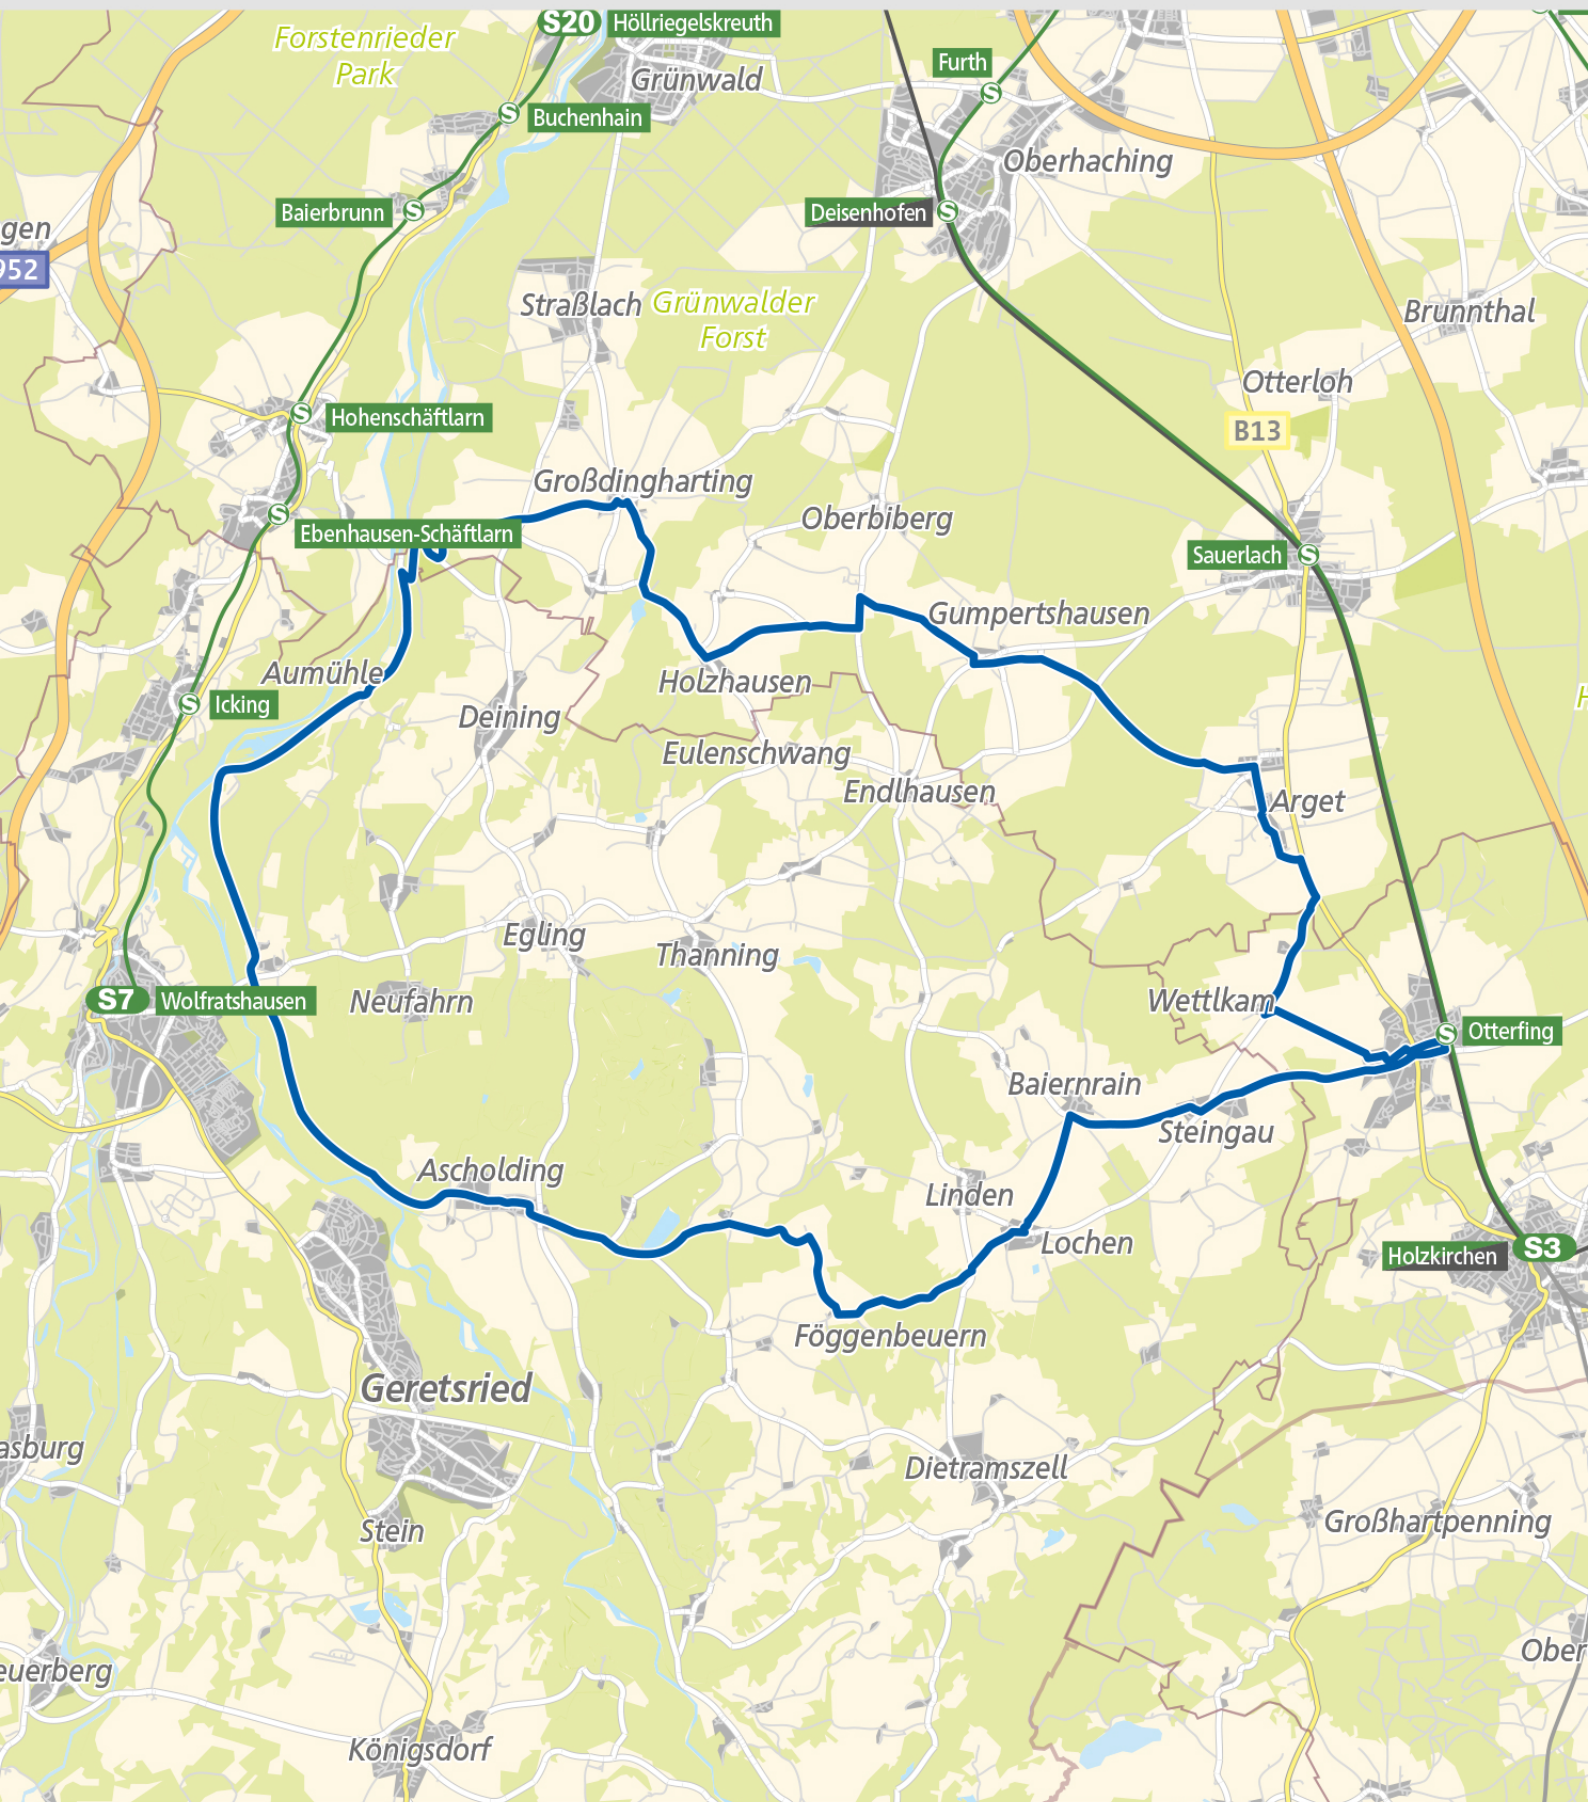 S20 Höllriegelskreuth
Forstenrieder
Park
Grünwald
Furth
Buchenhain
Oberhaching
Baierbrunn
Deisenhofen
gen
952
Straßlach
Grünwalder
Forst
Brunnthal
Otterloh
Hohenschäftlarn
B13
Großdingharting
Oberbiberg
Ebenhausen-Schäftlarn
Sauerlach
Gumpertshausen
Aumühle
Holzhausen
Icking
H
Deining
Eulenschwang
Endlhausen
Arget
Egling
Thanning
S7 Wolfratshausen
Neufahrn
Wettlkam
Otterfing
Baiernrain
Steingau
Ascholding
Linden
Lochen
Holzkirchen S3
Föggenbeuern
Geretsried
asburg
Dietramszell
Stein
Großhartpenning
Ober
euerberg
Königsdorf